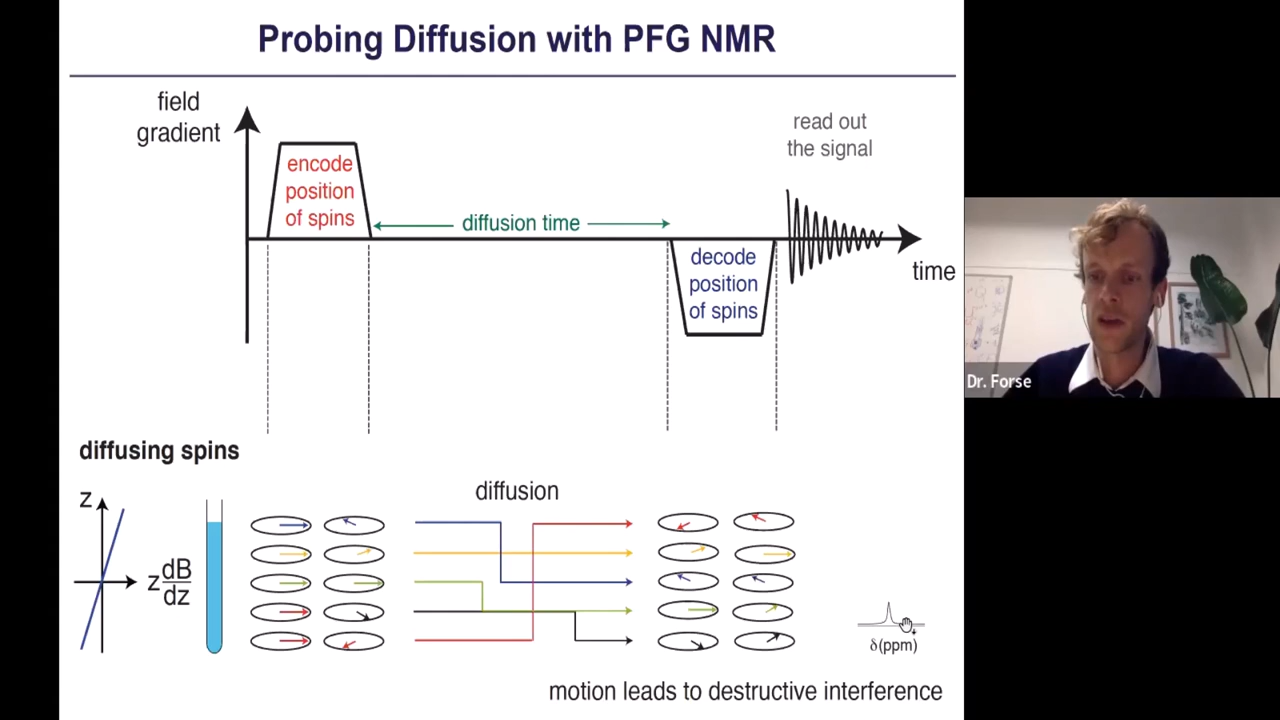 Probing Diffusion with PFG NMR
field
gradient
encode
position
of spins
diffusion time
decode
position
of spins
read out
the signal
time
Dr. Forse
diffusing spins
z
z dB/dz
diffusion
δ(ppm)
motion leads to destructive interference